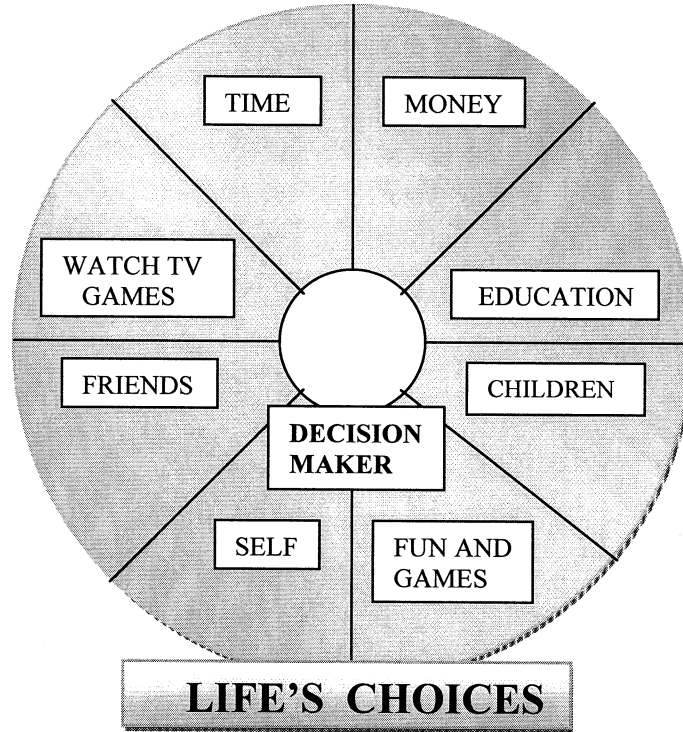 TIME
MONEY
WATCH TV
GAMES
EDUCATION
FRIENDS
CHILDREN
DECISION
MAKER
SELF
FUN AND
GAMES
LIFE'S CHOICES